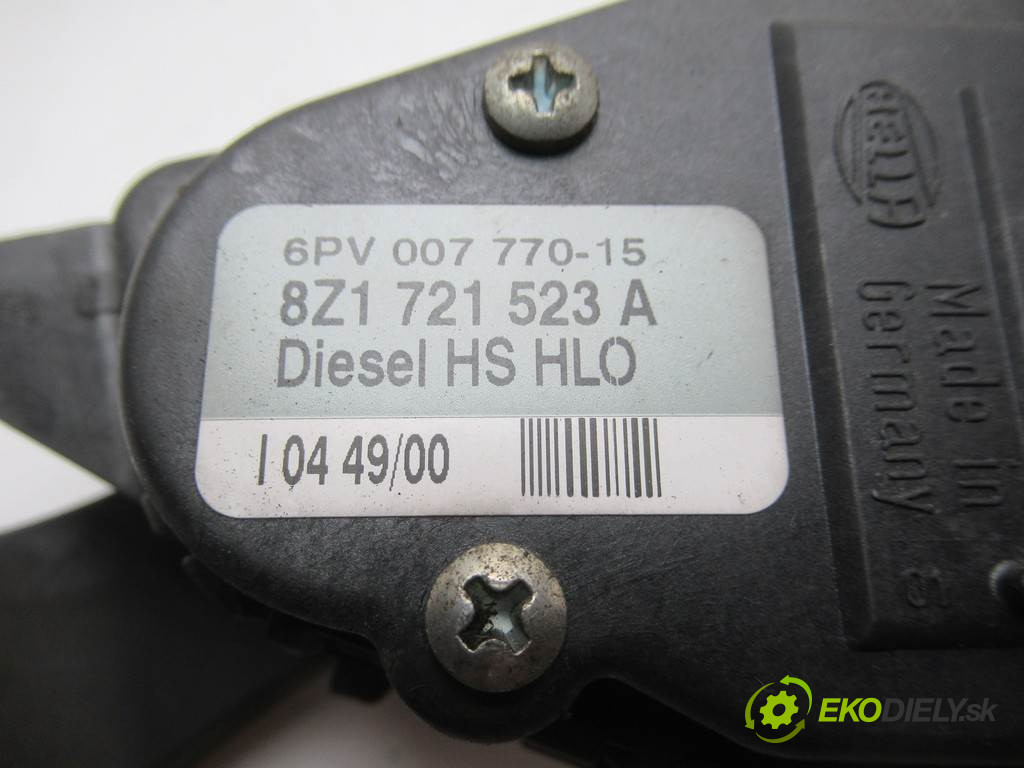 6PV 007 770-15
8Z1 721 523 A
Diesel HS HLO
I 04 49/00
HELLA
Made in
Germany
EKODIELY.sk